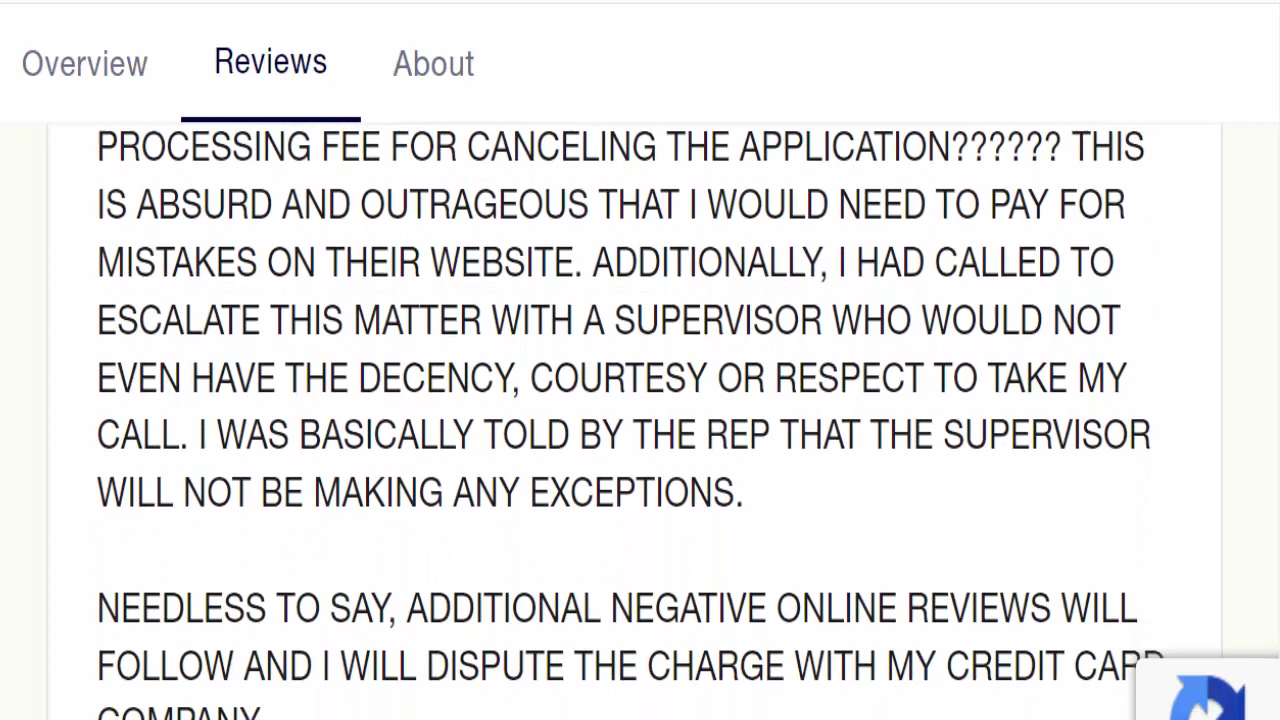 Overview Reviews About
PROCESSING FEE FOR CANCELING THE APPLICATION?????? THIS
IS ABSURD AND OUTRAGEOUS THAT I WOULD NEED TO PAY FOR
MISTAKES ON THEIR WEBSITE. ADDITIONALLY, I HAD CALLED TO
ESCALATE THIS MATTER WITH A SUPERVISOR WHO WOULD NOT
EVEN HAVE THE DECENCY, COURTESY OR RESPECT TO TAKE MY
CALL. I WAS BASICALLY TOLD BY THE REP THAT THE SUPERVISOR
WILL NOT BE MAKING ANY EXCEPTIONS.
NEEDLESS TO SAY, ADDITIONAL NEGATIVE ONLINE REVIEWS WILL
FOLLOW AND I WILL DISPUTE THE CHARGE WITH MY CREDIT CARD
COMPANY